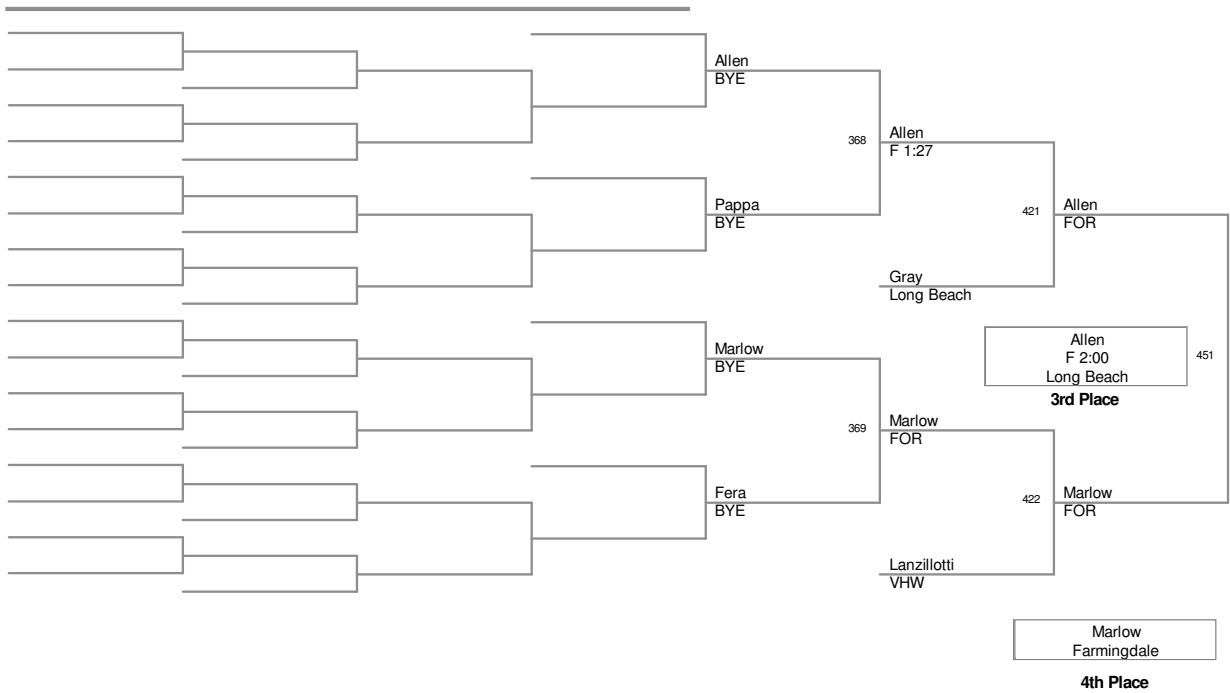 Allen
BYE
368
Allen
F 1:27
Pappa
BYE
421
Allen
FOR
Gray
Long Beach
Marlow
BYE
Allen
F 2:00
Long Beach
451
3rd Place
369
Marlow
FOR
Fera
BYE
422
Marlow
FOR
Lanzillotti
VHW
Marlow
Farmingdale
4th Place